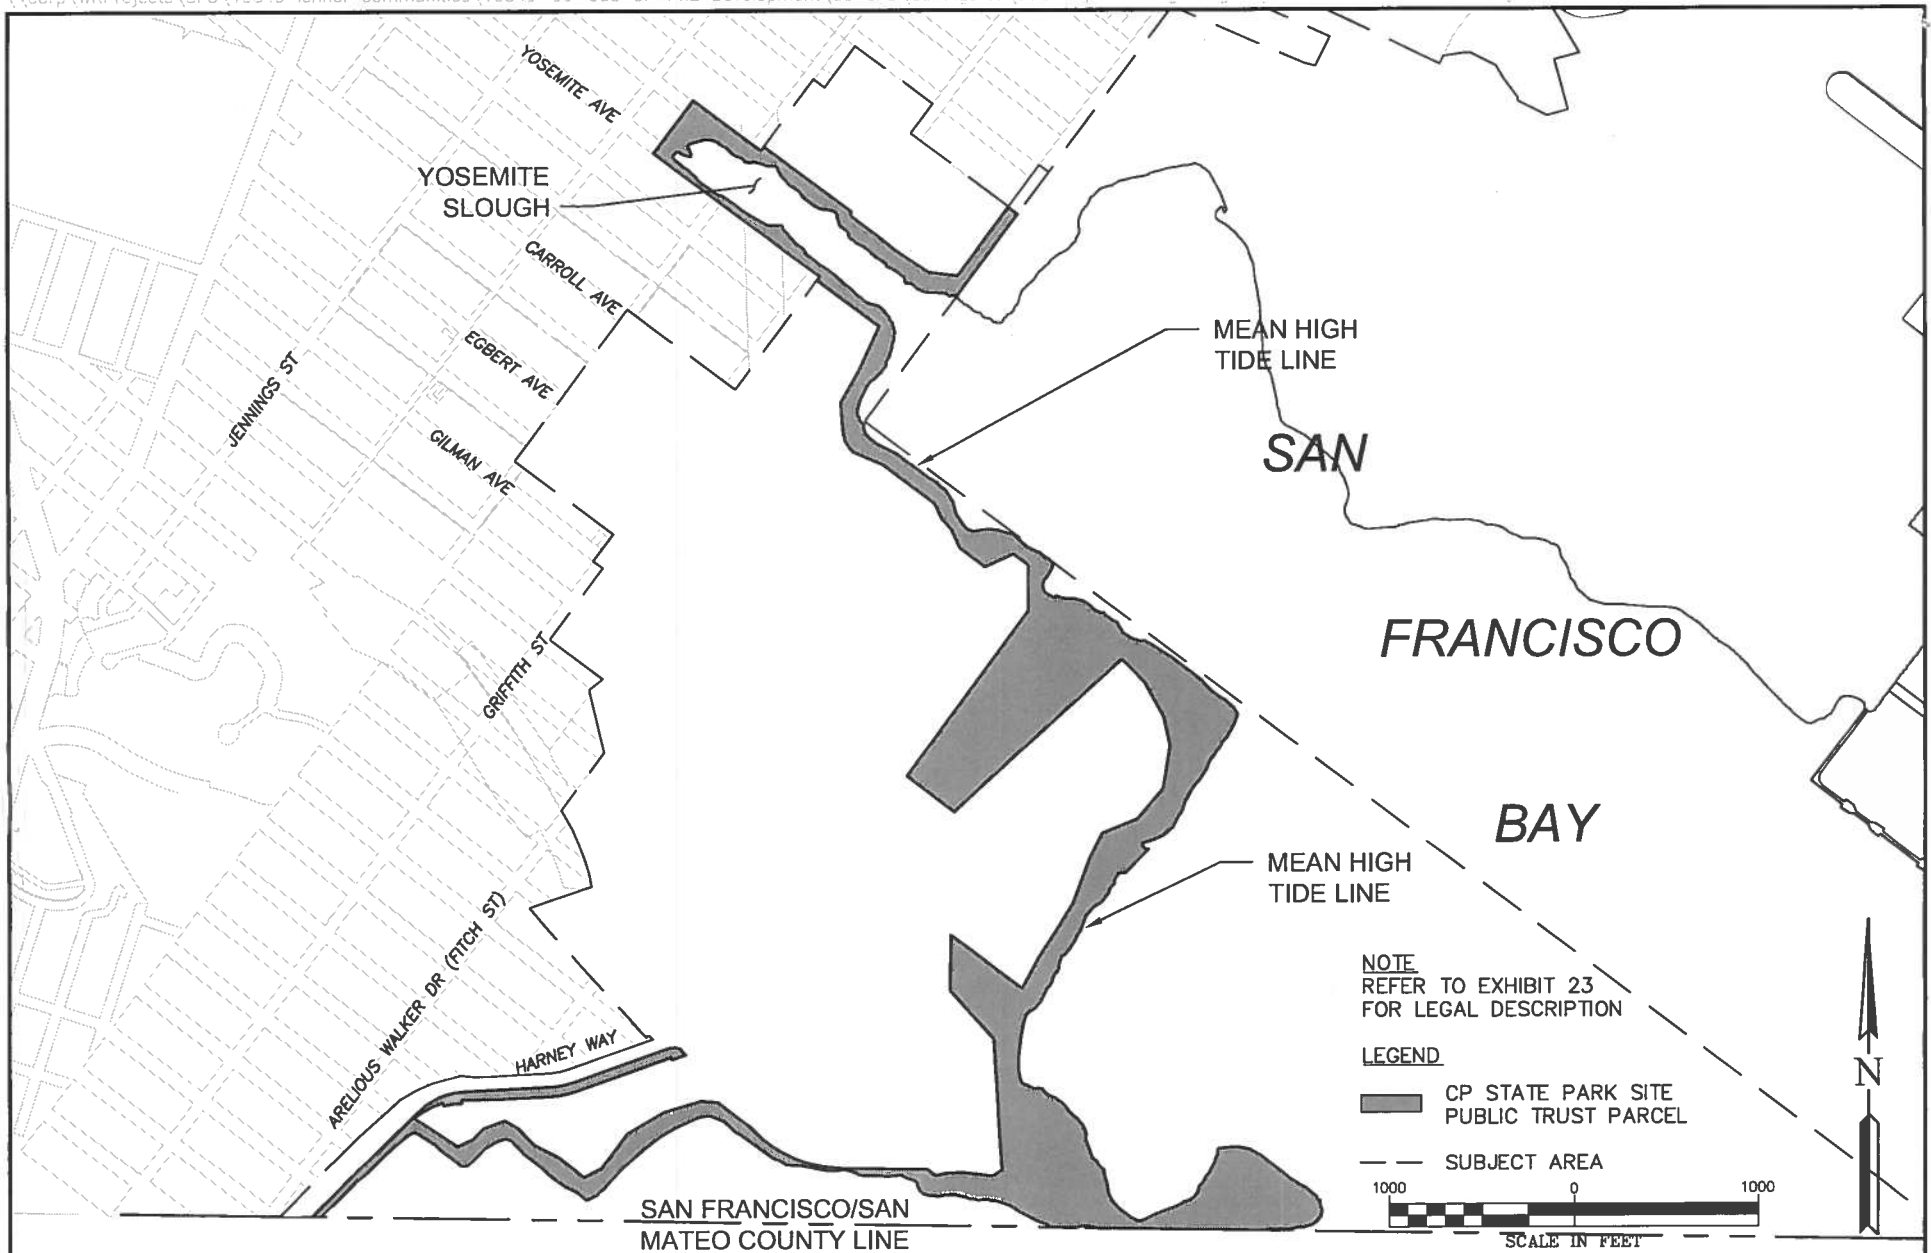 YOSEMITE AVE
YOSEMITE
SLOUGH
CARROLL AVE
EGBERT AVE
JENNINGS ST
GILMAN AVE
MEAN HIGH
TIDE LINE
SAN
FRANCISCO
BAY
GRIFFITH ST
MEAN HIGH
TIDE LINE
ARELIOUS WALKER DR (FITCH ST)
HARNEY WAY
NOTE
REFER TO EXHIBIT 23
FOR LEGAL DESCRIPTION
LEGEND
CP STATE PARK SITE
PUBLIC TRUST PARCEL
SUBJECT AREA
1000 0 1000
SCALE IN FEET
N
SAN FRANCISCO/SAN
MATEO COUNTY LINE